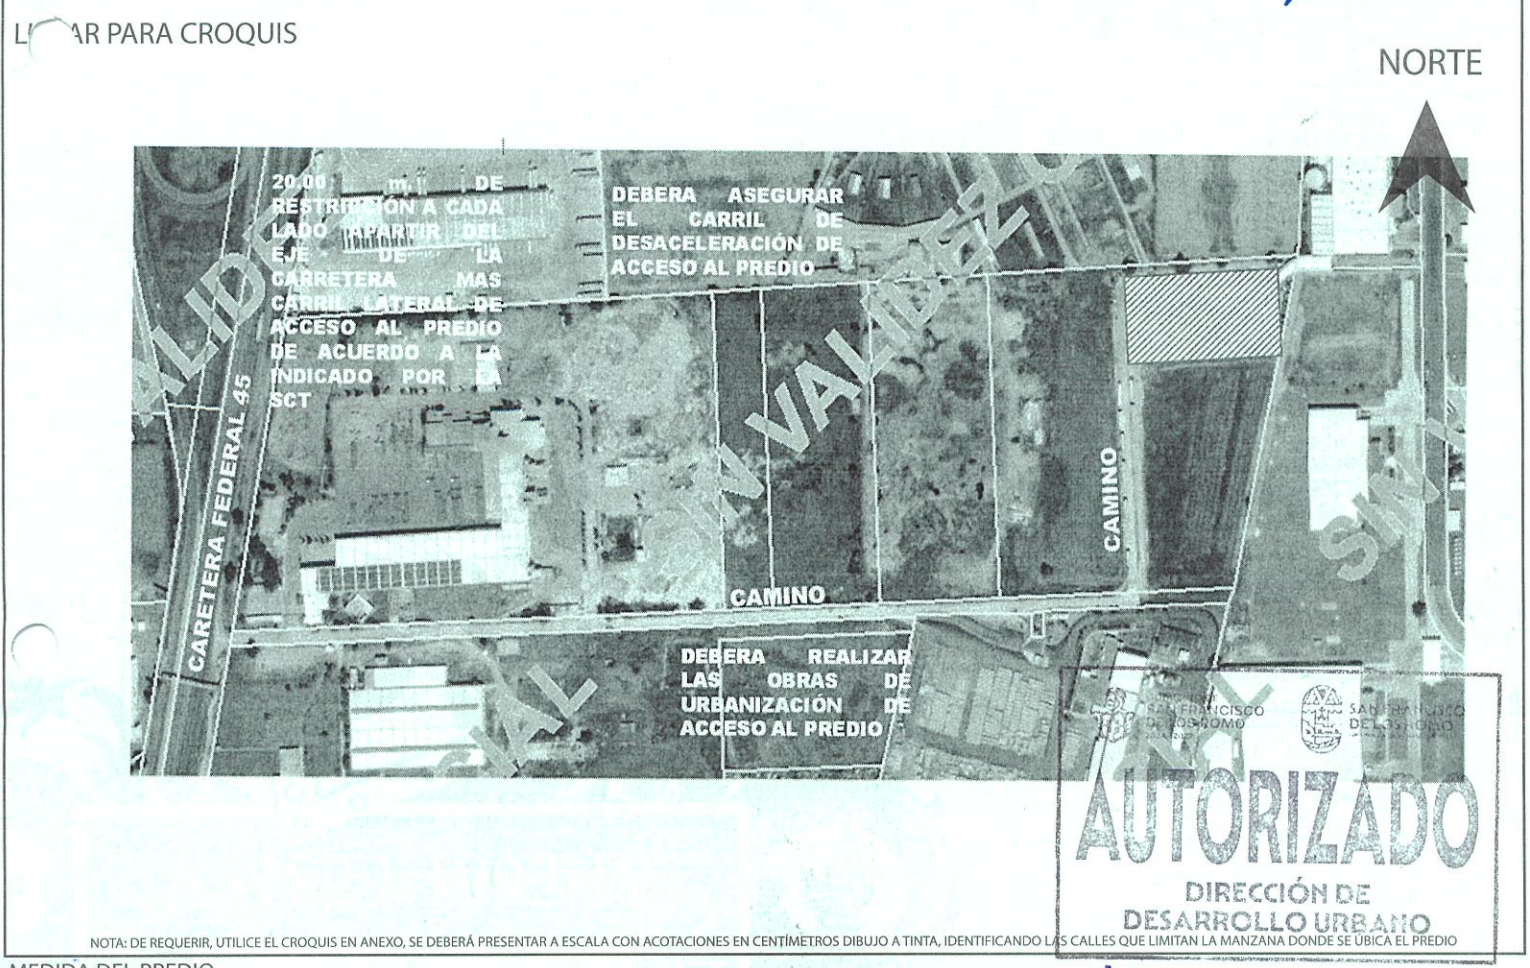 PARA CROQUIS
NORTE
20.00 m. DE
RESTRICCIÓN A CADA
LADO APARTIR DEL
EJE DE LA
CARRETERA MAS
CARRIL LATERAL DE
ACCESO AL PREDIO
DE ACUERDO A LA
INDICADO POR LA
SCT
DEBERA ASEGURAR
EL CARRIL DE
DESACELERACIÓN DE
ACCESO AL PREDIO
CARETERA FEDERAL 45
SIN VALIDEZ
CAMINO
CAMINO
DEBERA REALIZAR
LAS OBRAS DE
URBANIZACION DE
ACCESO AL PREDIO
SAN FRANCISCO
DE LOS ROMO
SAN FRANCISCO
DE LOS ROMO
AUTORIZADO
DIRECCIÓN DE
DESARROLLO URBANO
NOTA: DE REQUERIR, UTILICE EL CROQUIS EN ANEXO, SE DEBERÁ PRESENTAR A ESCALA CON ACOTACIONES EN CENTÍMETROS DIBUJO A TINTA, IDENTIFICANDO LAS CALLES QUE LIMITAN LA MANZANA DONDE SE ÚBICA EL PREDIO
MEDIDA DEL PREDIO